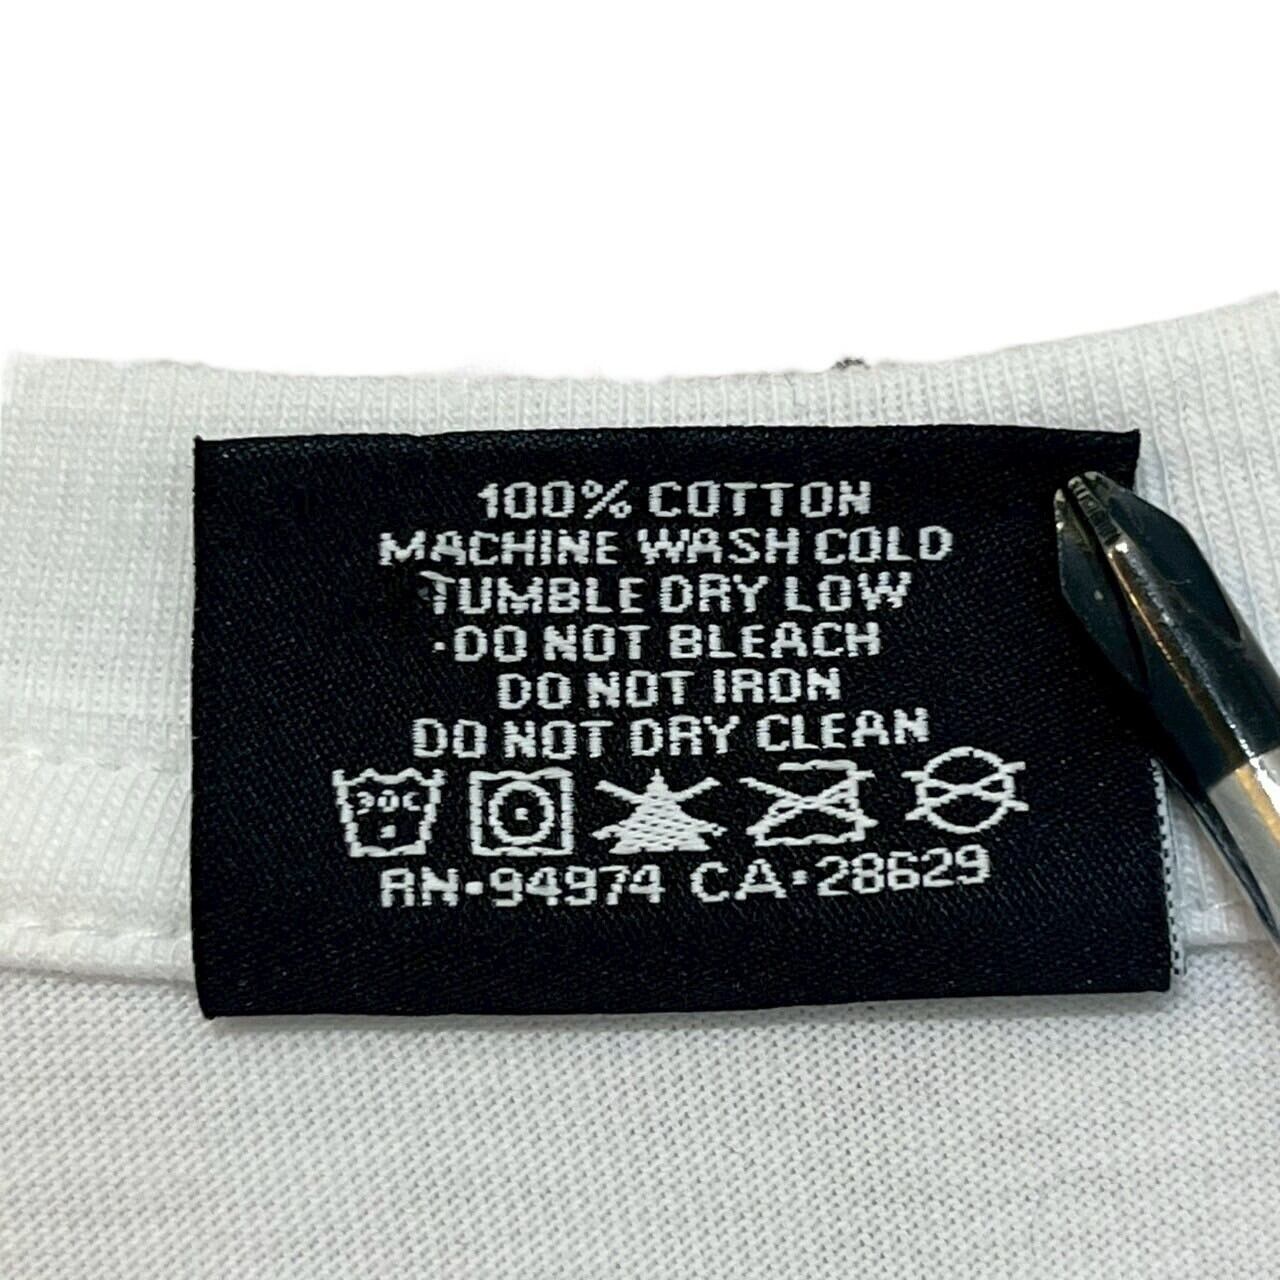 100% COTTON
MACHINE WASH COLD
TUMBLE DRY LOW
·DO NOT BLEACH
DO NOT IRON
DO NOT DRY CLEAN
30C
RN·94974 CA·28629